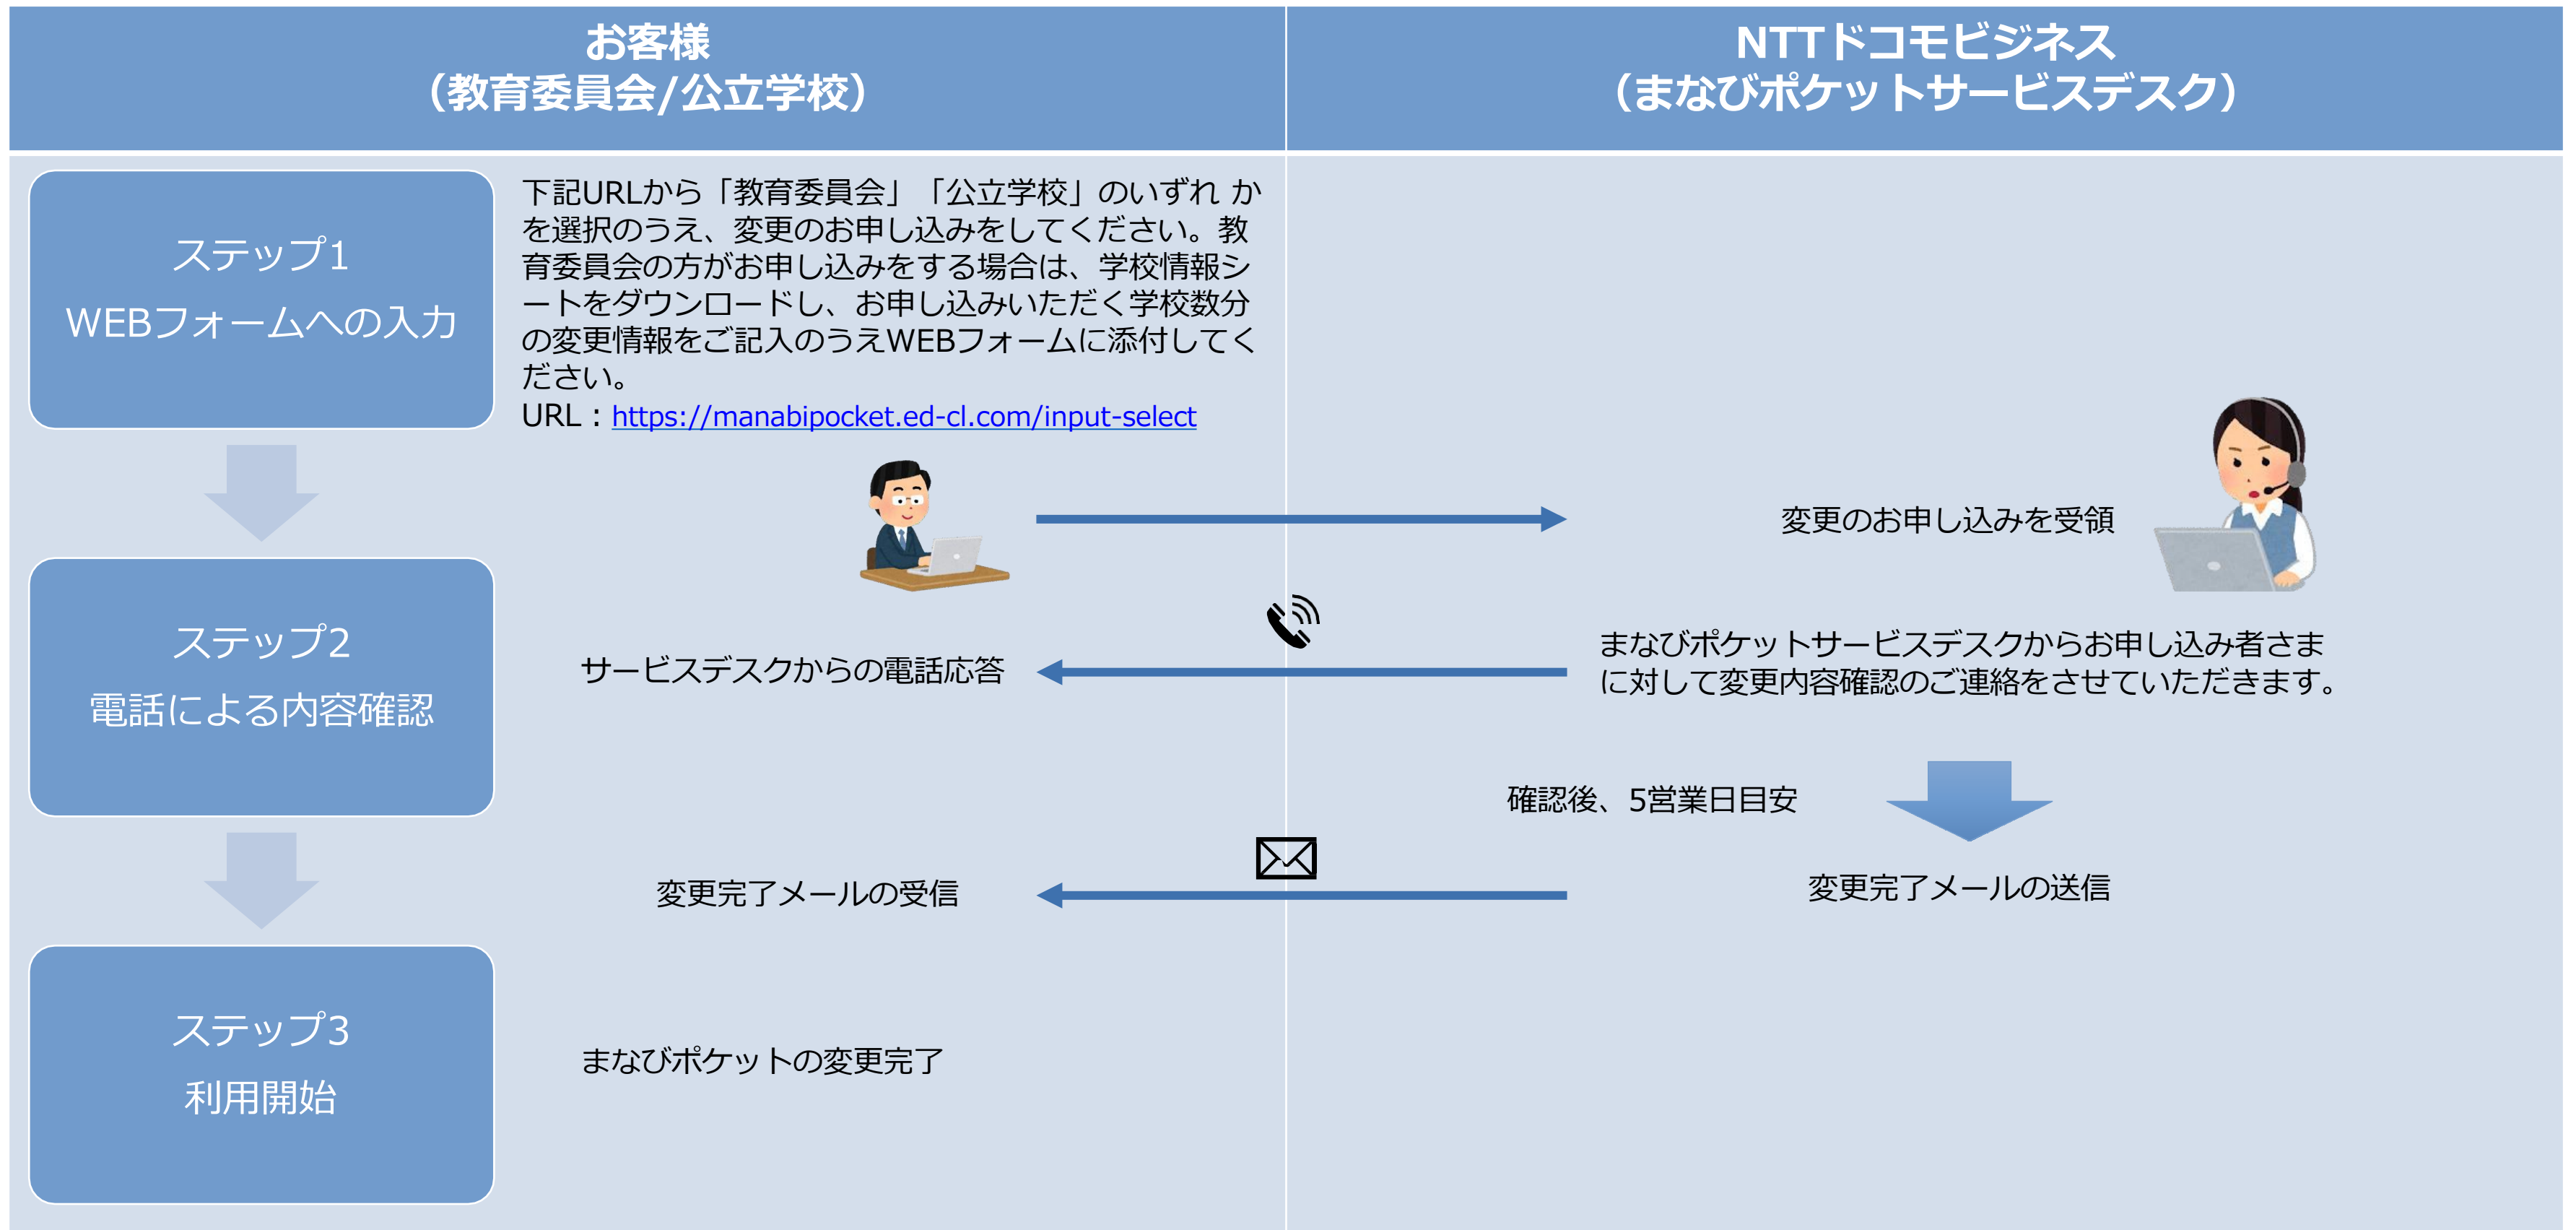 お客様
（教育委員会/公立学校）
NTTドコモビジネス
（まなびポケットサービスデスク）
ステップ1
WEBフォームへの入力
下記URLから「教育委員会」「公立学校」のいずれ か
を選択のうえ、変更のお申し込みをしてください。教
育委員会の方がお申し込みをする場合は、学校情報シ
ートをダウンロードし、お申し込みいただく学校数分
の変更情報をご記入のうえWEBフォームに添付してく
ださい。
URL：https://manabipocket.ed-cl.com/input-select
変更のお申し込みを受領
ステップ2
電話による内容確認
サービスデスクからの電話応答
まなびポケットサービスデスクからお申し込み者さま
に対して変更内容確認のご連絡をさせていただきます。
確認後、5営業日目安
変更完了メールの受信
変更完了メールの送信
ステップ3
利用開始
まなびポケットの変更完了